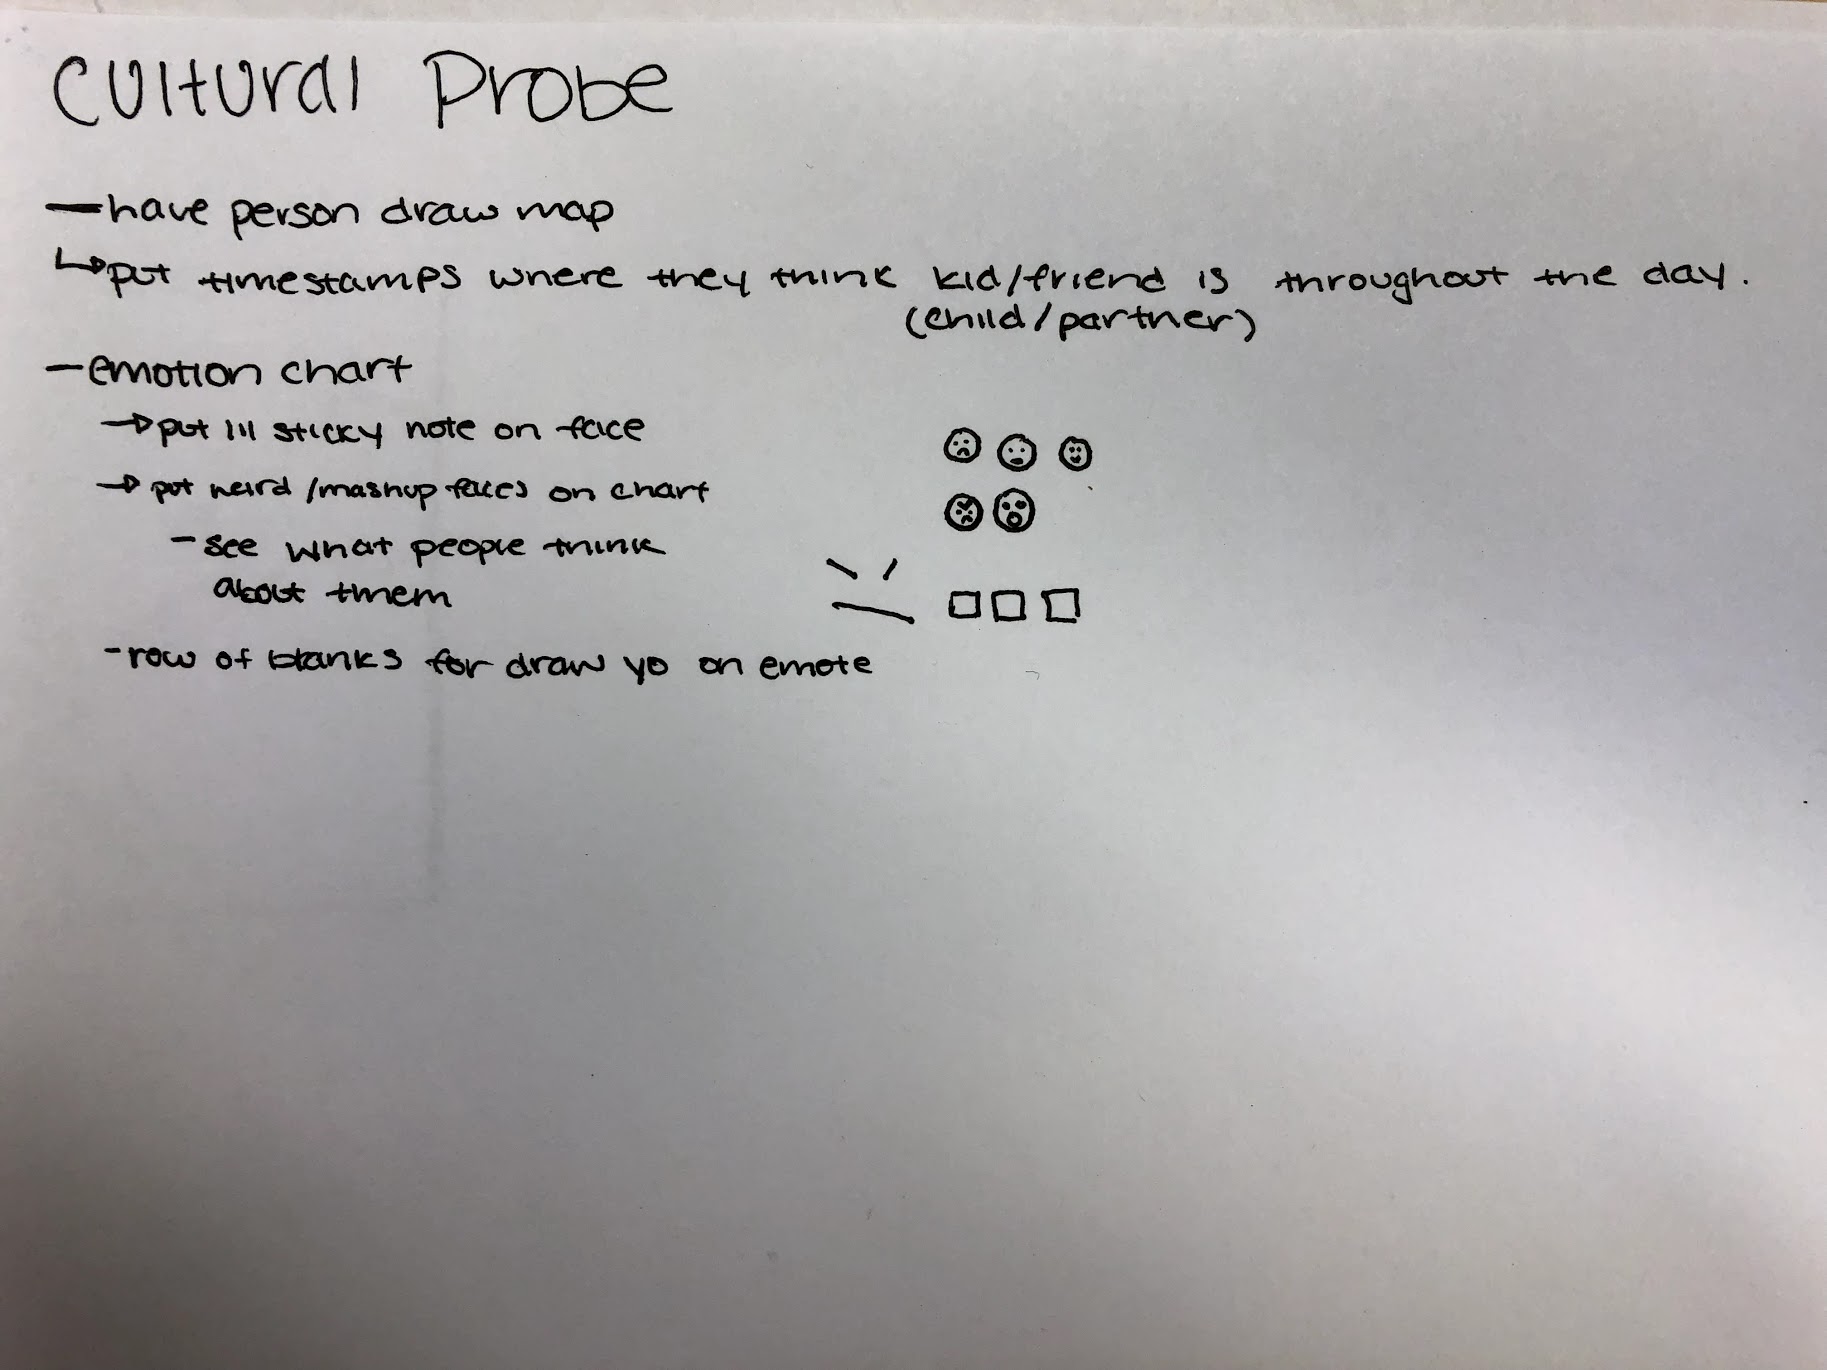 Cultural Probe
- have person draw map
↳ put timestamps where they think kid/friend is throughout the day.
(child/partner)
- emotion chart
→ put lil sticky note on face
→ put weird/mashup faces on chart
- see what people think
about them
- row of blanks for draw yo on emote